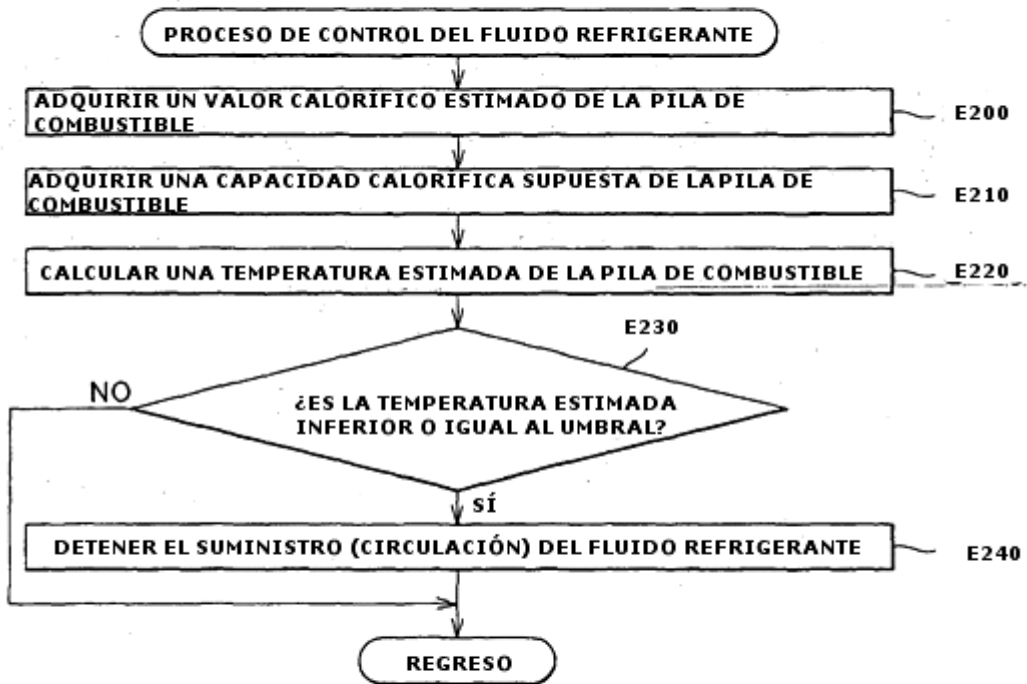 PROCESO DE CONTROL DEL FLUIDO REFRIGERANTE
ADQUIRIR UN VALOR CALORÍFICO ESTIMADO DE LA PILA DE
COMBUSTIBLE
E200
ADQUIRIR UNA CAPACIDAD CALORÍFICA SUPUESTA DE LAPILA DE
COMBUSTIBLE
E210
CALCULAR UNA TEMPERATURA ESTIMADA DE LA PILA DE COMBUSTIBLE
E220
E230
NO
¿ES LA TEMPERATURA ESTIMADA
INFERIOR O IGUAL AL UMBRAL?
SÍ
DETENER EL SUMINISTRO (CIRCULACIÓN) DEL FLUIDO REFRIGERANTE
E240
REGRESO